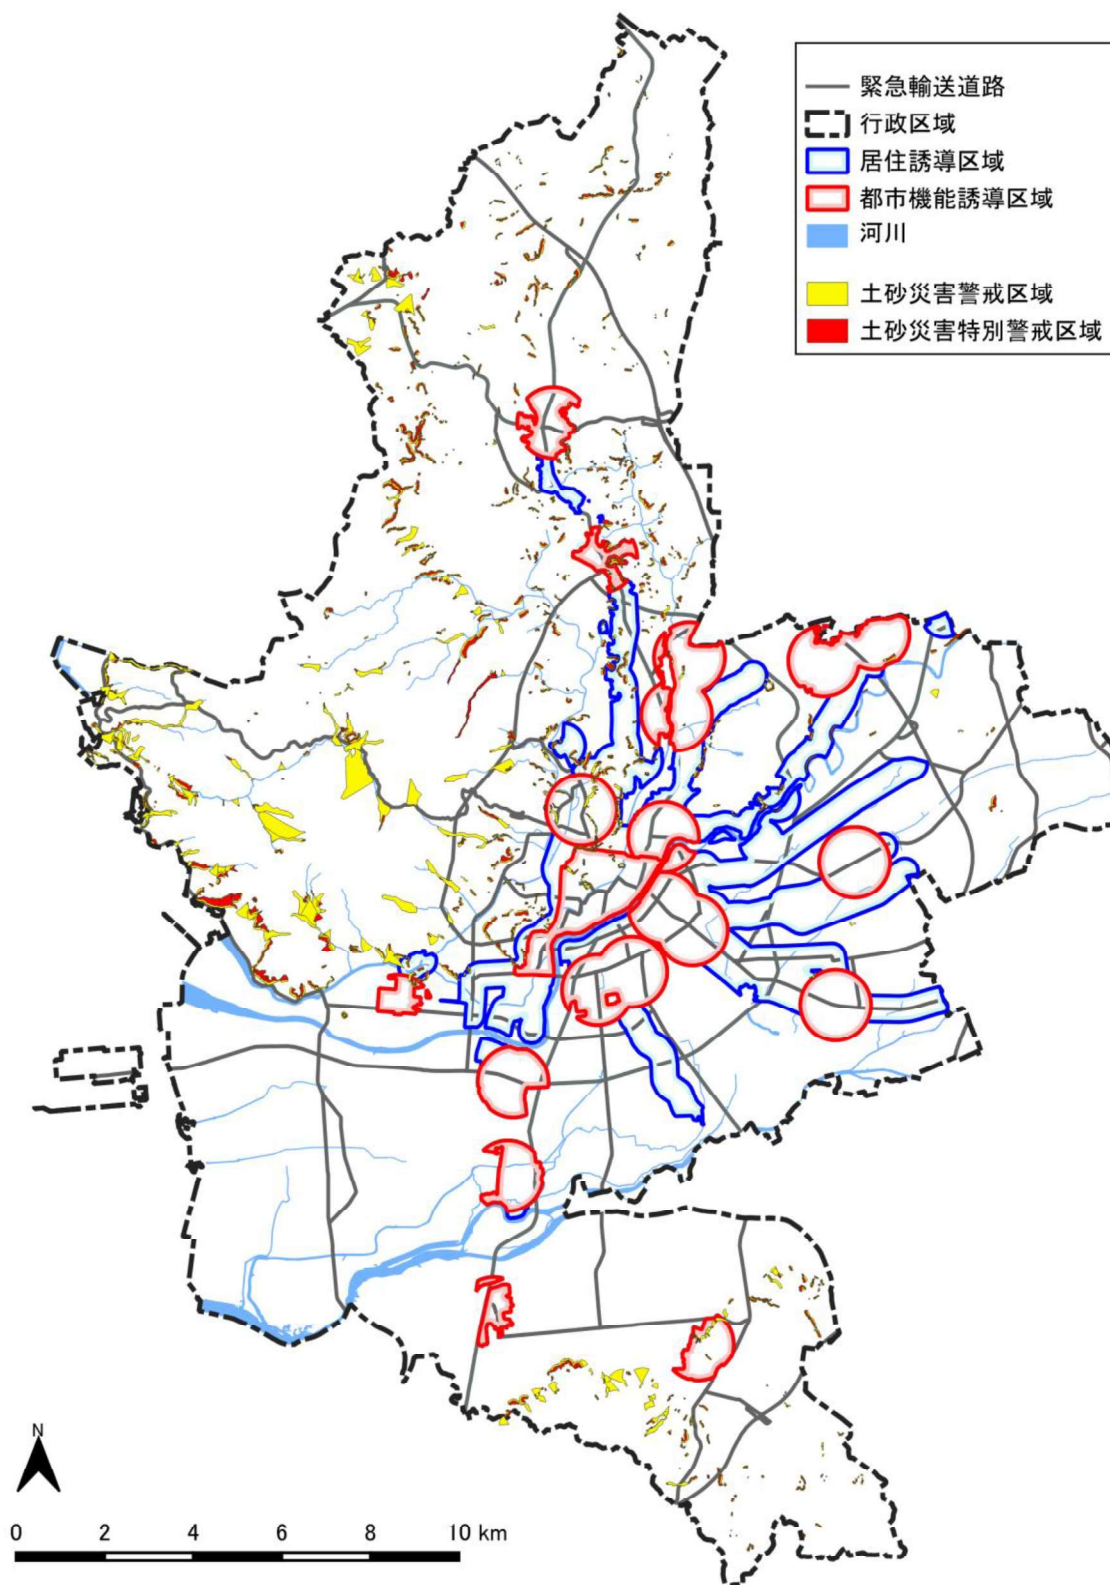 緊急輸送道路
行政区域
居住誘導区域
都市機能誘導区域
河川
土砂災害警戒区域
土砂災害特別警戒区域
N
0 2 4 6 8 10 km